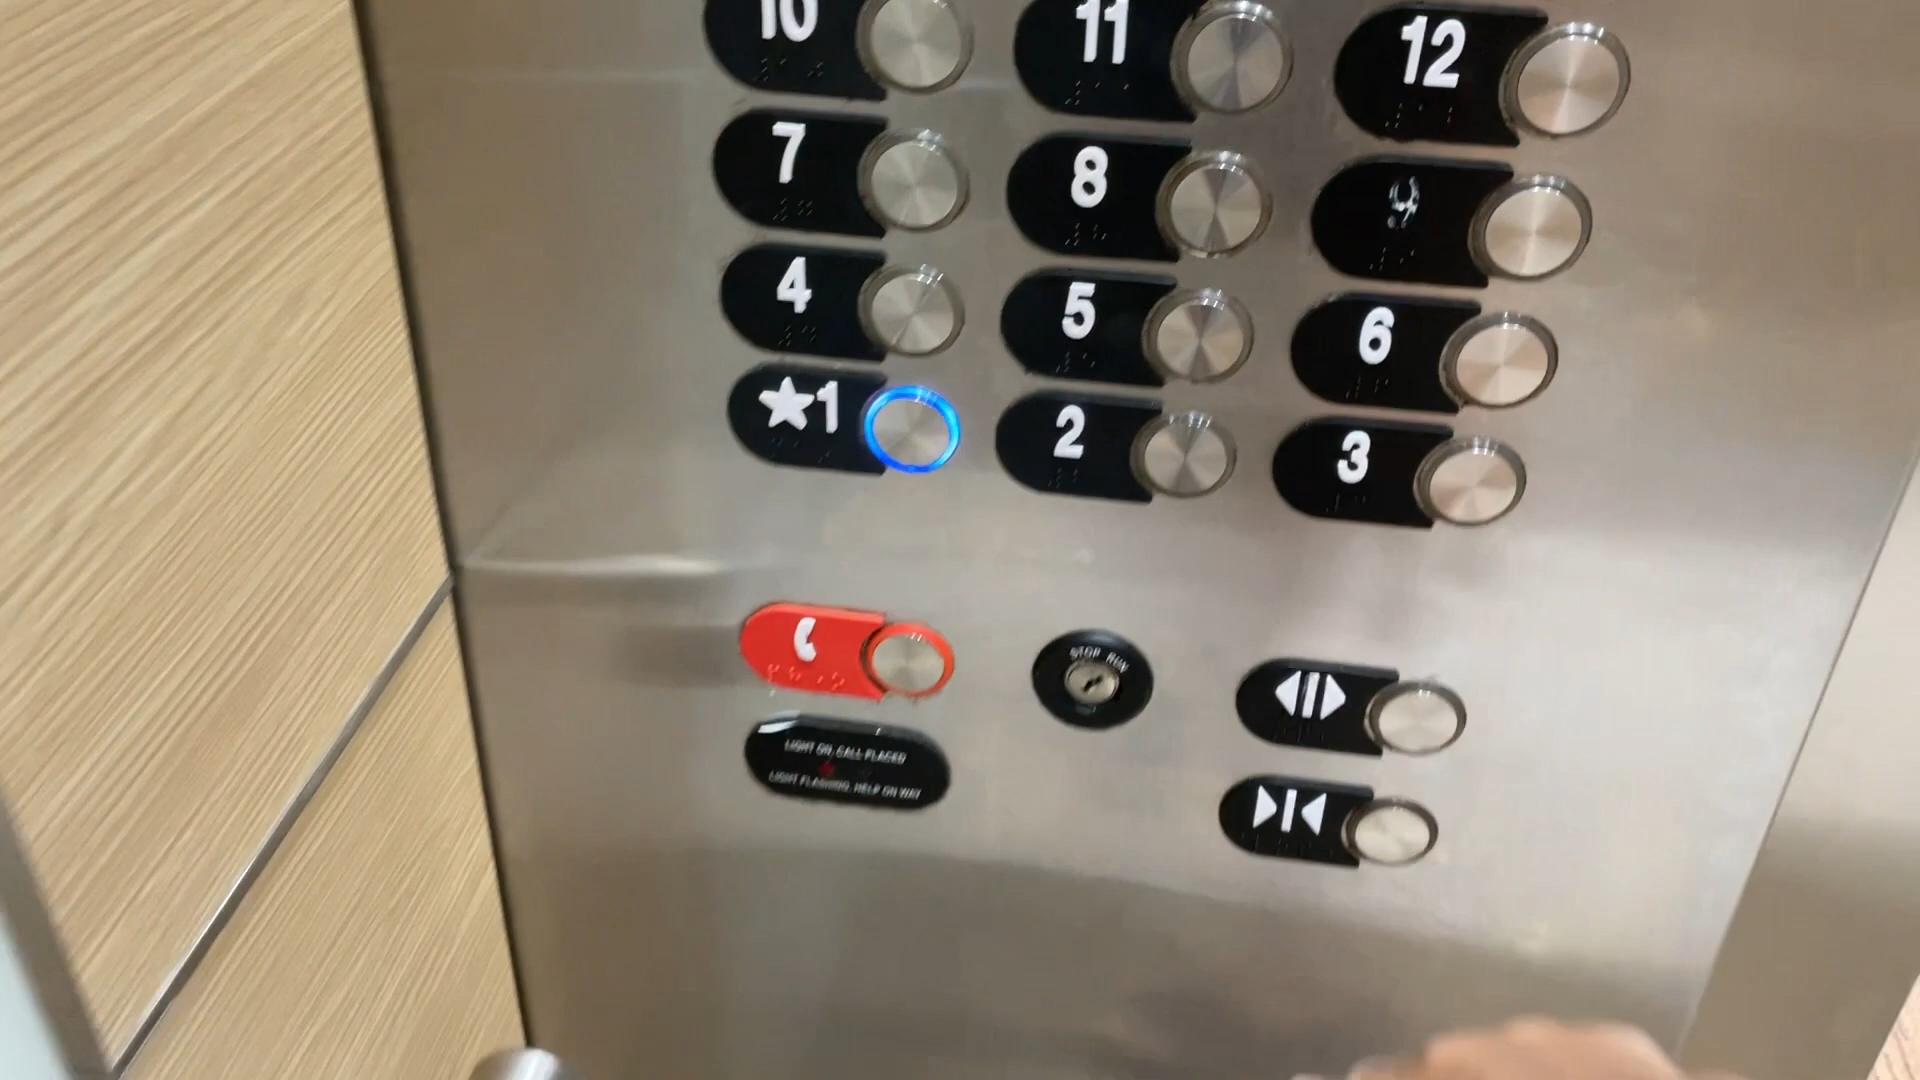 10 11 12
7 8 9
4 5 6
★1 2 3
STOP RUN
LIGHT ON, CALL PLACED
LIGHT FLASHING, HELP ON WAY